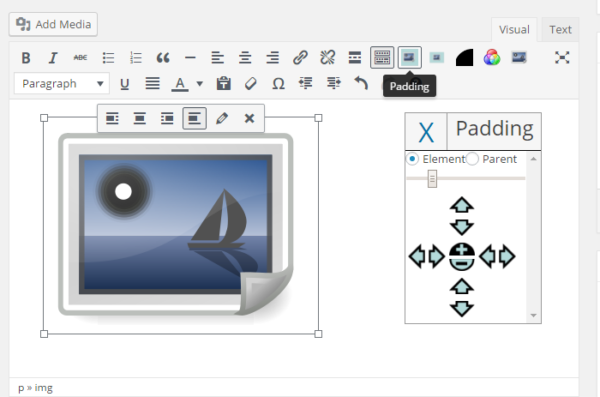 Add Media
Visual Text
B I ABC
Paragraph U A Ω
Padding
X Padding
Element Parent
p » img